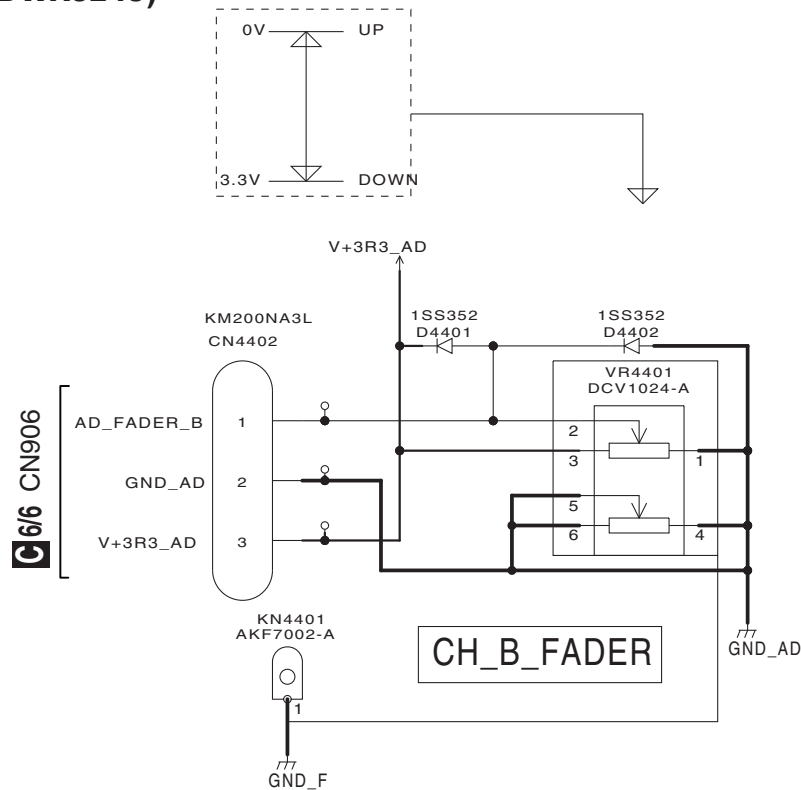 0V UP
3.3V DOWN
V+3R3_AD
KM200NA3L
CN4402
1SS352
D4401
1SS352
D4402
VR4401
DCV1024-A
C 6/6 CN906
AD_FADER_B 1
GND_AD 2
V+3R3_AD 3
2
3
1
5
6
4
KN4401
AKF7002-A
1
GND_F
CH_B_FADER
GND_AD